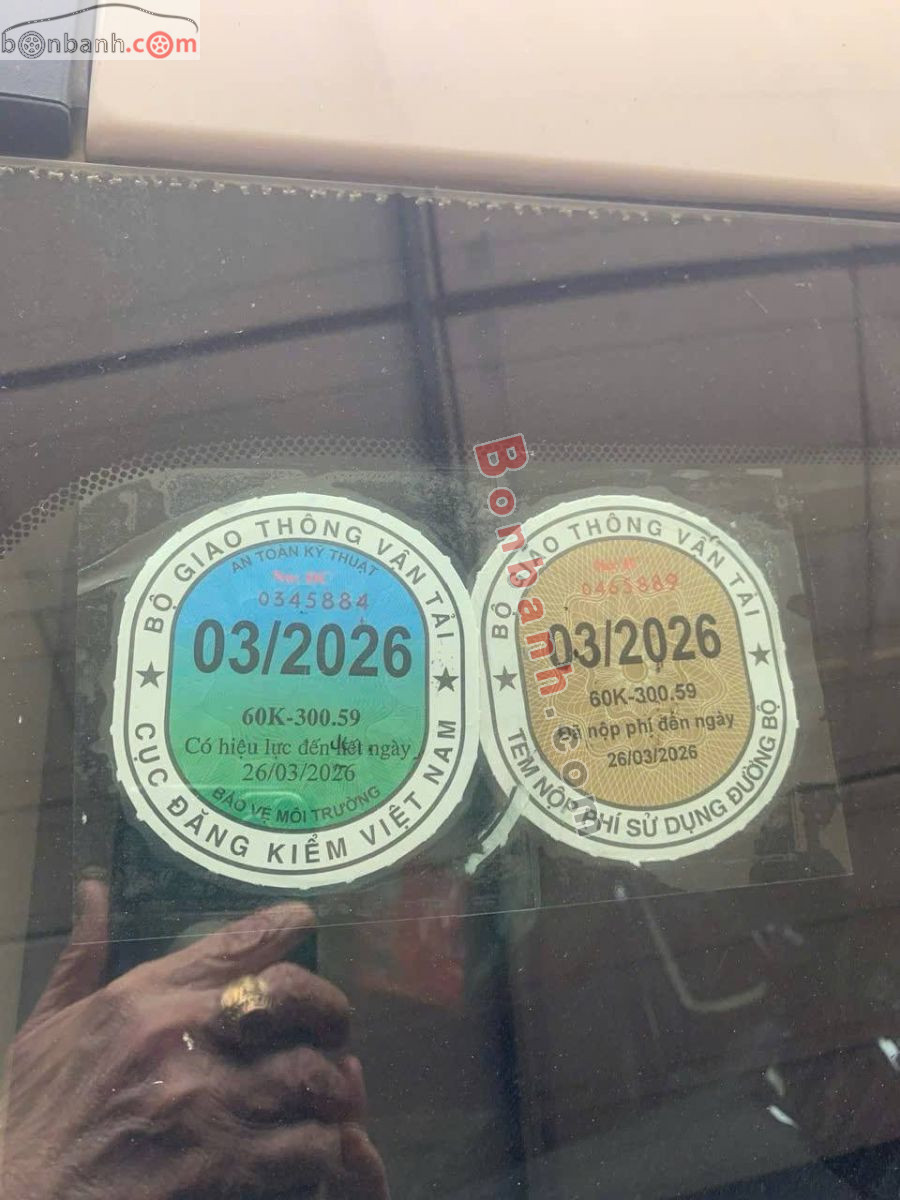 bonbanh.com
BỘ GIAO THÔNG VẬN TẢI
AN TOÀN KỸ THUẬT
0345884
03/2026
60K-300.59
Có hiệu lực đến hết ngày
26/03/2026
BẢO VỆ MÔI TRƯỜNG
CỤC ĐĂNG KIỂM VIỆT NAM
BỘ GIAO THÔNG VẬN TẢI
0465889
03/2026
60K-300.59
Đã nộp phí đến ngày
26/03/2026
TEM NỘP PHÍ SỬ DỤNG ĐƯỜNG BỘ
Bonbanh.com